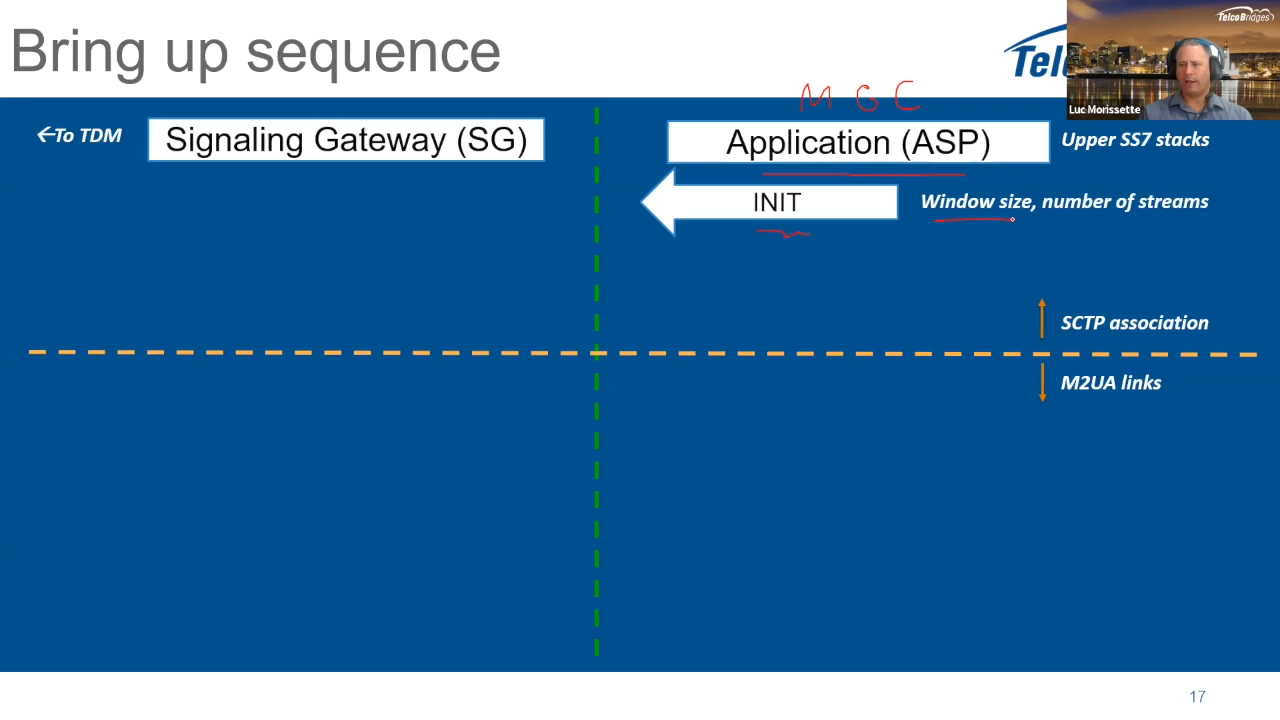 Bring up sequence
Tel
TelcoBridges
Luc Morissette
M G C
←To TDM
Signaling Gateway (SG)
Application (ASP)
Upper SS7 stacks
INIT
Window size, number of streams
SCTP association
M2UA links
17